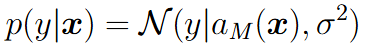 p(y|𝒙) = 𝒩(y|a_M(𝒙), σ²)